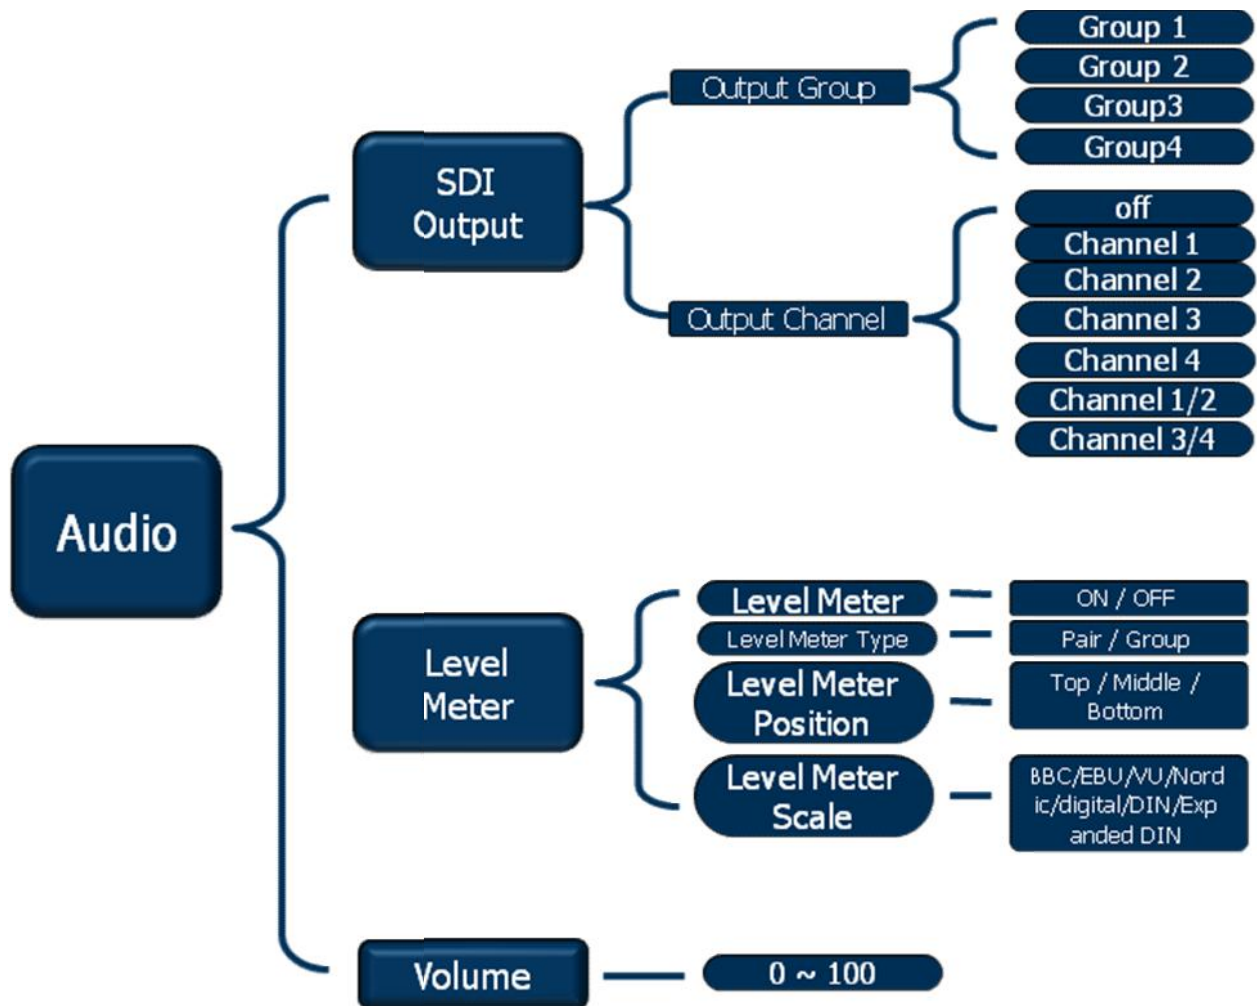 Audio
SDI
Output
Output Group
Group 1
Group 2
Group3
Group4
Output Channel
off
Channel 1
Channel 2
Channel 3
Channel 4
Channel 1/2
Channel 3/4
Level
Meter
Level Meter
ON / OFF
Level Meter Type
Pair / Group
Level Meter
Position
Top / Middle /
Bottom
Level Meter
Scale
BBC/EBU/VU/Nord
ic/digital/DIN/Exp
anded DIN
Volume
0 ~ 100